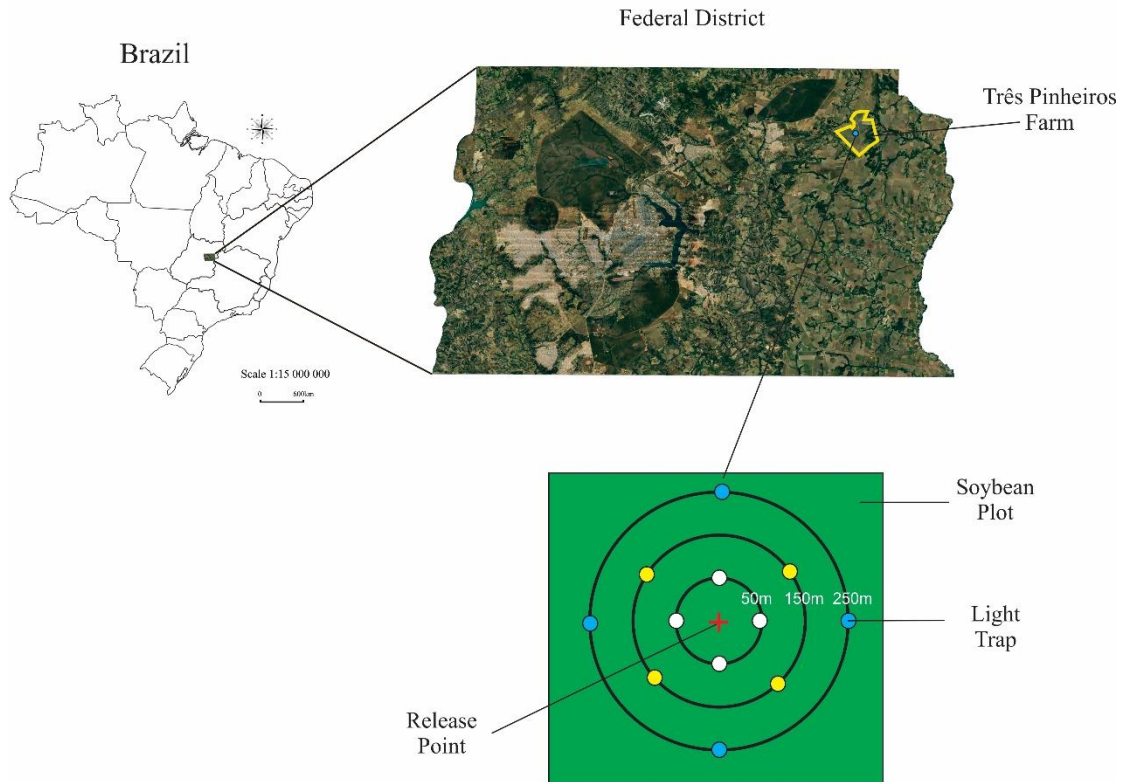 Federal District
Brazil
Três Pinheiros
Farm
Scale 1:15 000 000
0 600km
Soybean
Plot
50m 150m 250m
Light
Trap
Release
Point